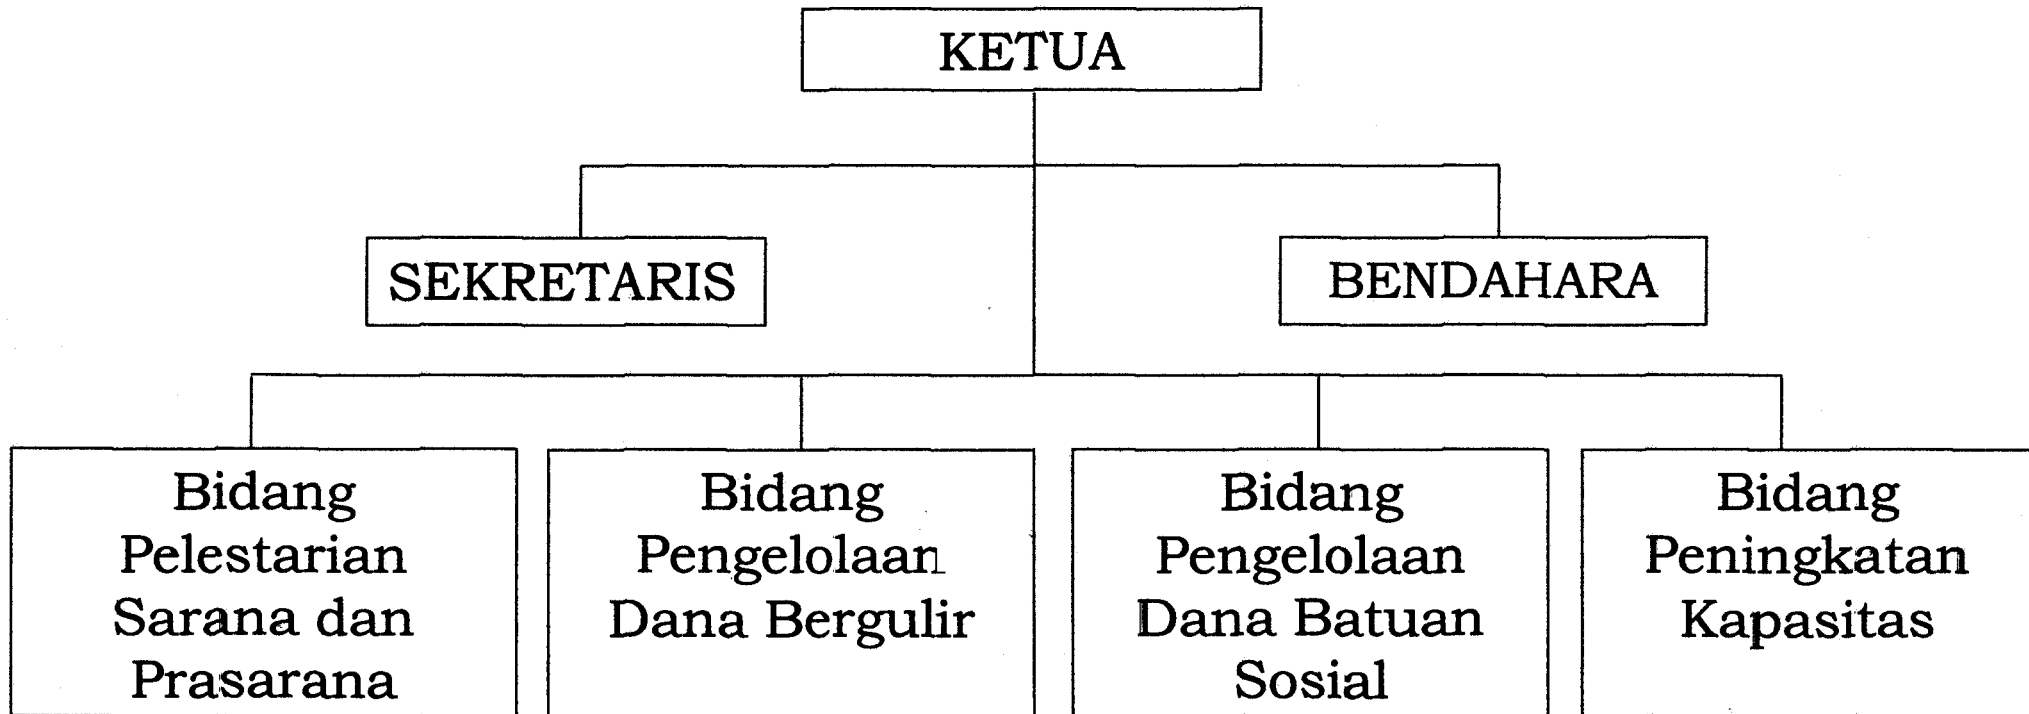 KETUA
SEKRETARIS
BENDAHARA
Bidang
Pelestarian
Sarana dan
Prasarana
Bidang
Pengelolaan
Dana Bergulir
Bidang
Pengelolaan
Dana Batuan
Sosial
Bidang
Peningkatan
Kapasitas